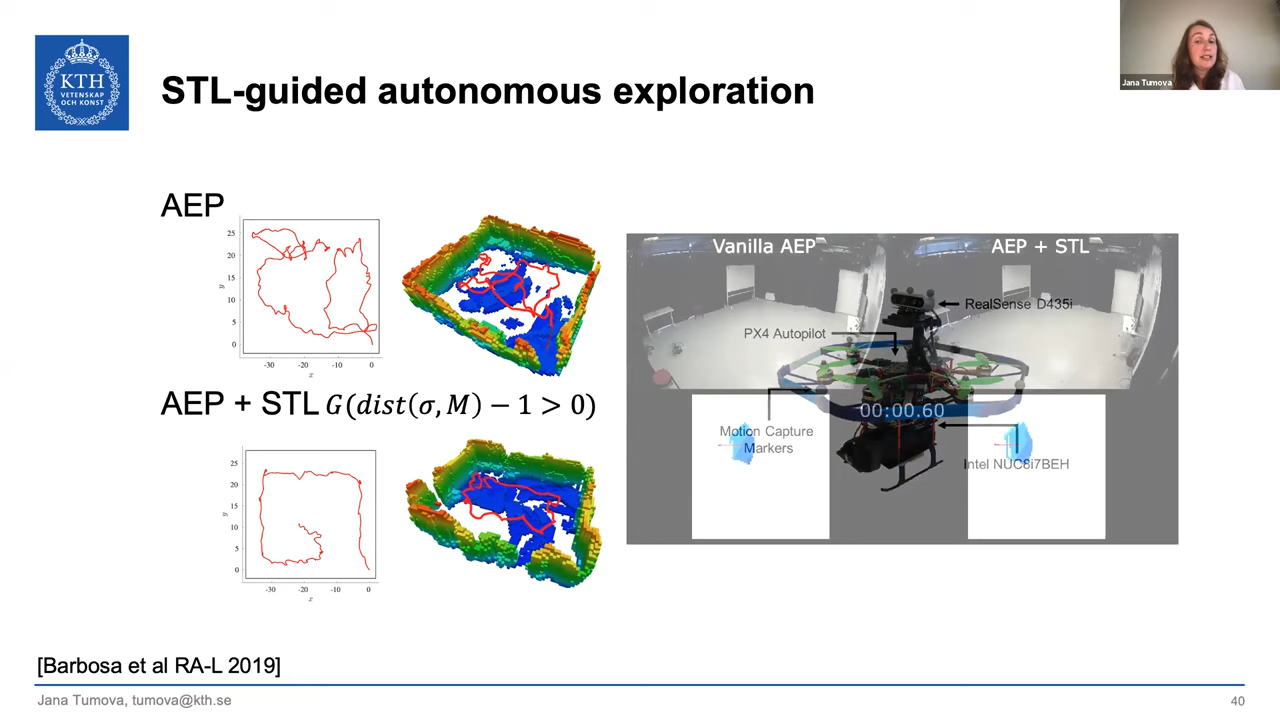 KTH
VETENSKAP
OCH KONST
STL-guided autonomous exploration
Jana Tumova
AEP
25
20
15
10
5
0
y
-30
-20
-10
0
x
AEP + STL G(dist(σ, M) − 1 > 0)
25
20
15
10
5
0
y
-30
-20
-10
0
x
Vanilla AEP
AEP + STL
RealSense D435i
PX4 Autopilot
00:00.60
Motion Capture
Markers
Intel NUC8i7BEH
[Barbosa et al RA-L 2019]
Jana Tumova, tumova@kth.se
40